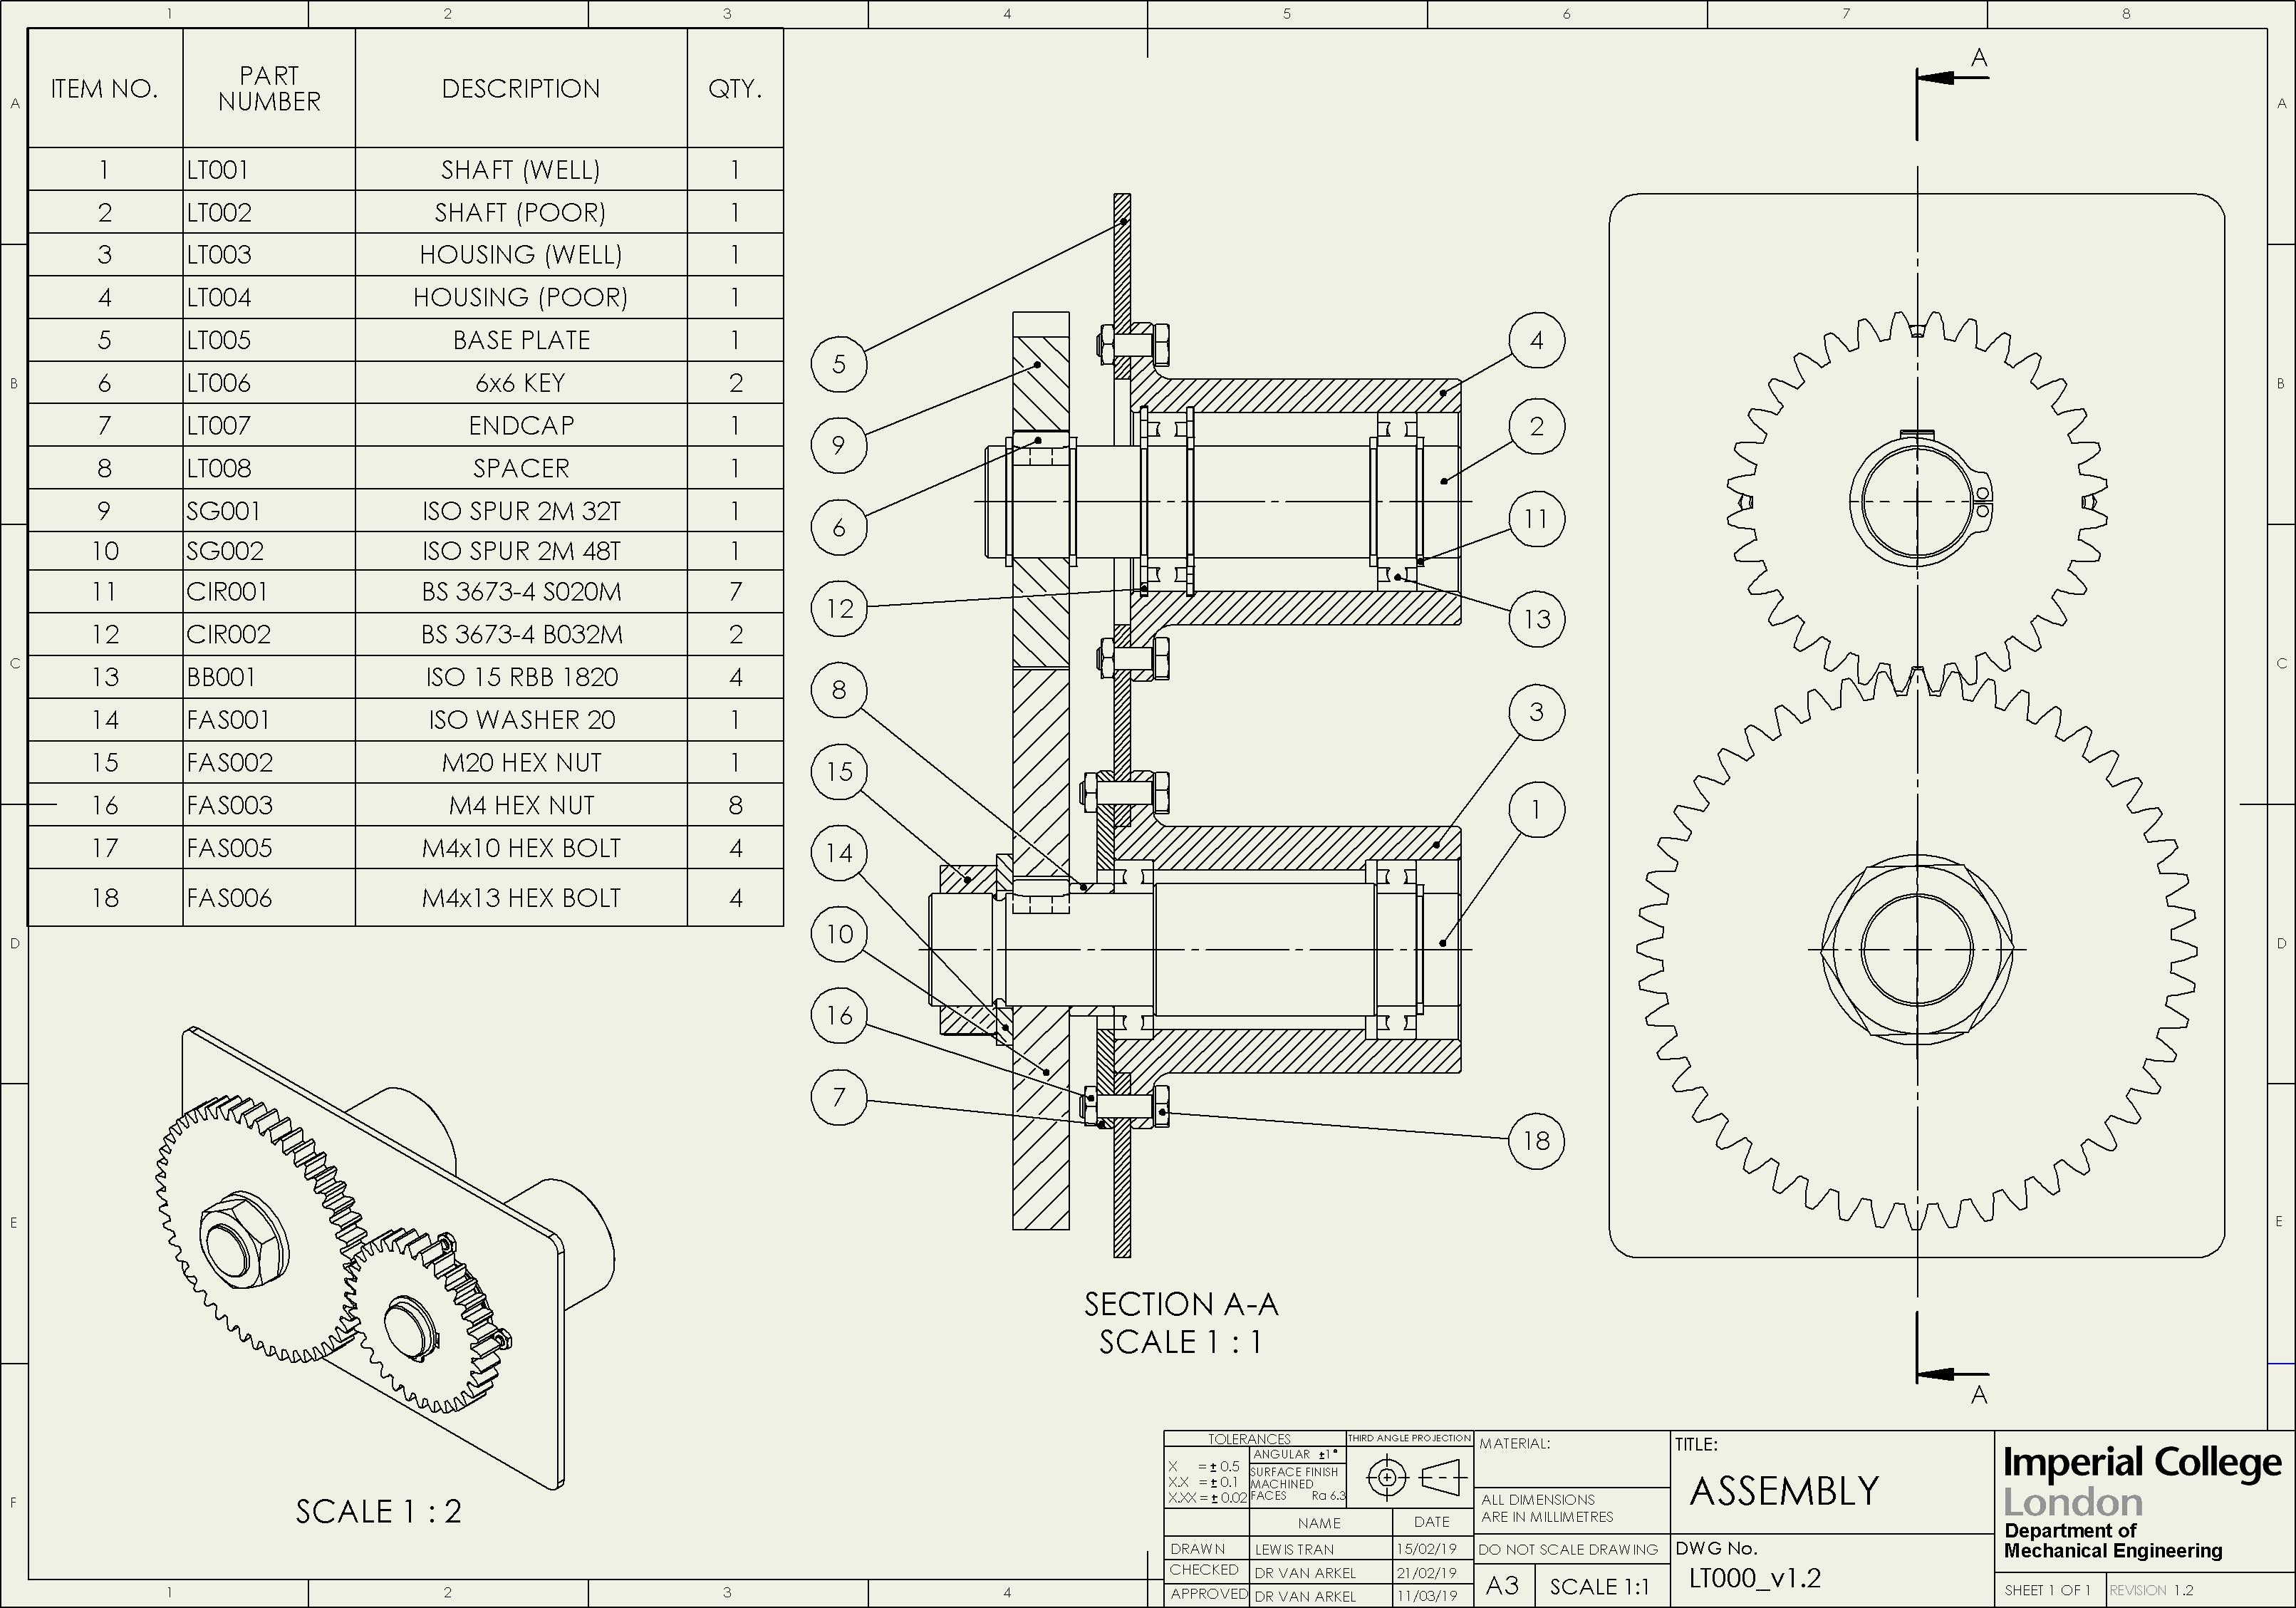 1 2 3 4 5 6 7 8
A B C D E F
ITEM NO. PART NUMBER DESCRIPTION QTY.
1 LT001 SHAFT (WELL) 1
2 LT002 SHAFT (POOR) 1
3 LT003 HOUSING (WELL) 1
4 LT004 HOUSING (POOR) 1
5 LT005 BASE PLATE 1
6 LT006 6x6 KEY 2
7 LT007 ENDCAP 1
8 LT008 SPACER 1
9 SG001 ISO SPUR 2M 32T 1
10 SG002 ISO SPUR 2M 48T 1
11 CIR001 BS 3673-4 S020M 7
12 CIR002 BS 3673-4 B032M 2
13 BB001 ISO 15 RBB 1820 4
14 FAS001 ISO WASHER 20 1
15 FAS002 M20 HEX NUT 1
16 FAS003 M4 HEX NUT 8
17 FAS005 M4x10 HEX BOLT 4
18 FAS006 M4x13 HEX BOLT 4
5
9
6
12
8
15
14
10
16
7
4
2
11
13
3
1
18
A
A
SECTION A-A
SCALE 1 : 1
SCALE 1 : 2
TOLERANCES
X = ± 0.5
X.X = ± 0.1
X.XX = ± 0.02
ANGULAR ±1°
SURFACE FINISH
MACHINED
FACES Ra 6.3
THIRD ANGLE PROJECTION
NAME DATE
DRAWN LEWIS TRAN 15/02/19
CHECKED DR VAN ARKEL 21/02/19
APPROVED DR VAN ARKEL 11/03/19
MATERIAL:
ALL DIMENSIONS
ARE IN MILLIMETRES
DO NOT SCALE DRAWING
A3 SCALE 1:1
TITLE:
ASSEMBLY
DWG No.
LT000_v1.2
Imperial College
London
Department of
Mechanical Engineering
SHEET 1 OF 1 REVISION 1.2
1 2 3 4
A B C D E